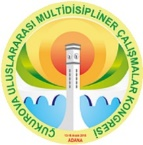 ÇUKUROVA ULUSLARARASI MULTİDİSİPLİNER ÇALIŞMALAR KONGRESİ
ADANA